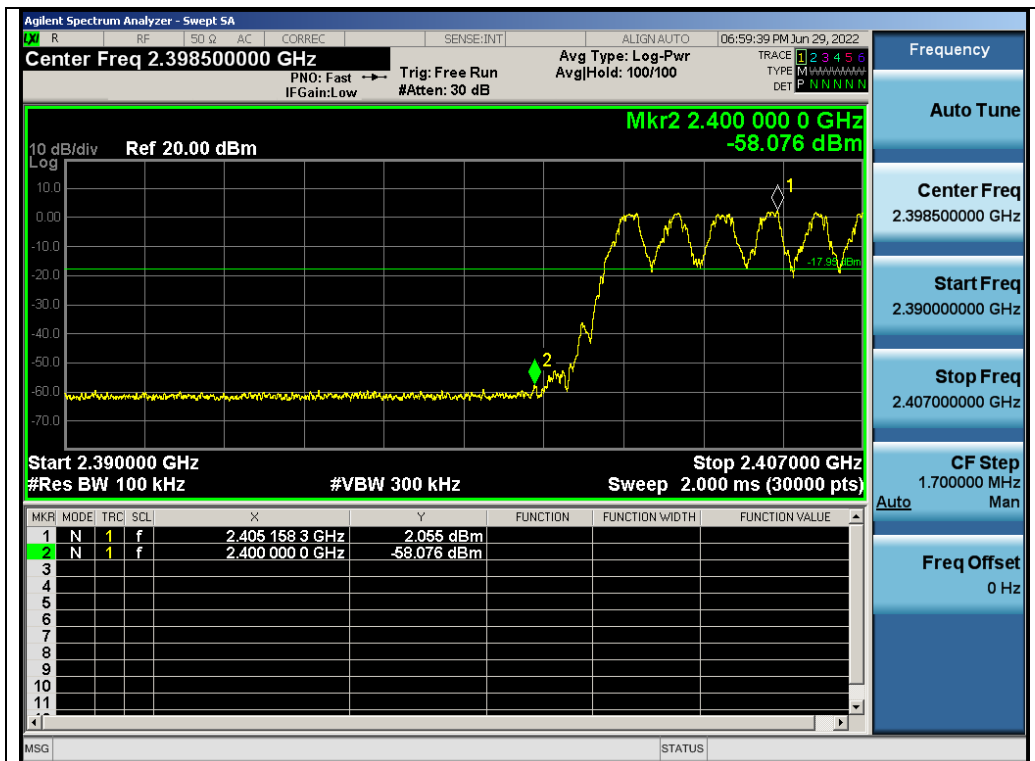 Agilent Spectrum Analyzer - Swept SA
LXI R RF 50 Ω AC CORREC SENSE:INT ALIGN AUTO 06:59:39 PM Jun 29, 2022
Center Freq 2.398500000 GHz
PNO: Fast
IFGain:Low
Trig: Free Run
#Atten: 30 dB
Avg Type: Log-Pwr
Avg|Hold: 100/100
TRACE 1 2 3 4 5 6
TYPE M WWWWW
DET P N N N N N
Mkr2 2.400 000 0 GHz
-58.076 dBm
10 dB/div Ref 20.00 dBm
Log
10.0
0.00
-10.0
-20.0
-30.0
-40.0
-50.0
-60.0
-70.0
1
2
Start 2.390000 GHz Stop 2.407000 GHz
#Res BW 100 kHz #VBW 300 kHz Sweep 2.000 ms (30000 pts)
MKR MODE TRC SCL X Y FUNCTION FUNCTION WIDTH FUNCTION VALUE
1 N 1 f 2.405 158 3 GHz 2.055 dBm
2 N 1 f 2.400 000 0 GHz -58.076 dBm
3
4
5
6
7
8
9
10
11
MSG STATUS
Frequency
Auto Tune
Center Freq
2.398500000 GHz
Start Freq
2.390000000 GHz
Stop Freq
2.407000000 GHz
CF Step
1.700000 MHz
Auto Man
Freq Offset
0 Hz